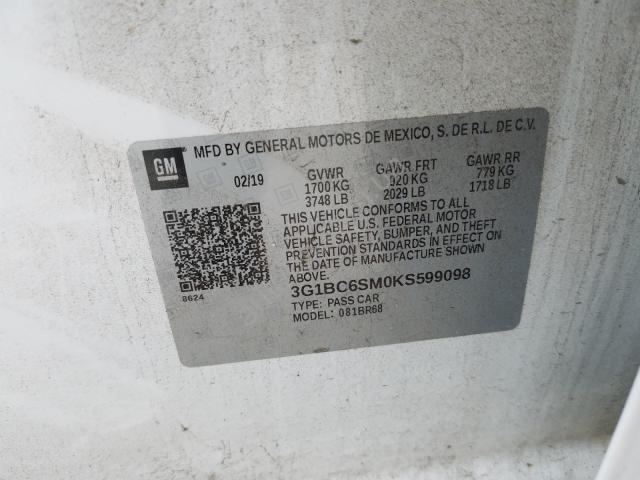 MFD BY GENERAL MOTORS DE MEXICO, S. DE R.L. DE C.V.
GM
02/19
GVWR GAWR FRT GAWR RR
1700 KG 920 KG 779 KG
3748 LB 2029 LB 1718 LB
THIS VEHICLE CONFORMS TO ALL
APPLICABLE U.S. FEDERAL MOTOR
VEHICLE SAFETY, BUMPER, AND THEFT
PREVENTION STANDARDS IN EFFECT ON
THE DATE OF MANUFACTURE SHOWN
ABOVE.
8624
3G1BC6SM0KS599098
TYPE: PASS CAR
MODEL: 081BR68